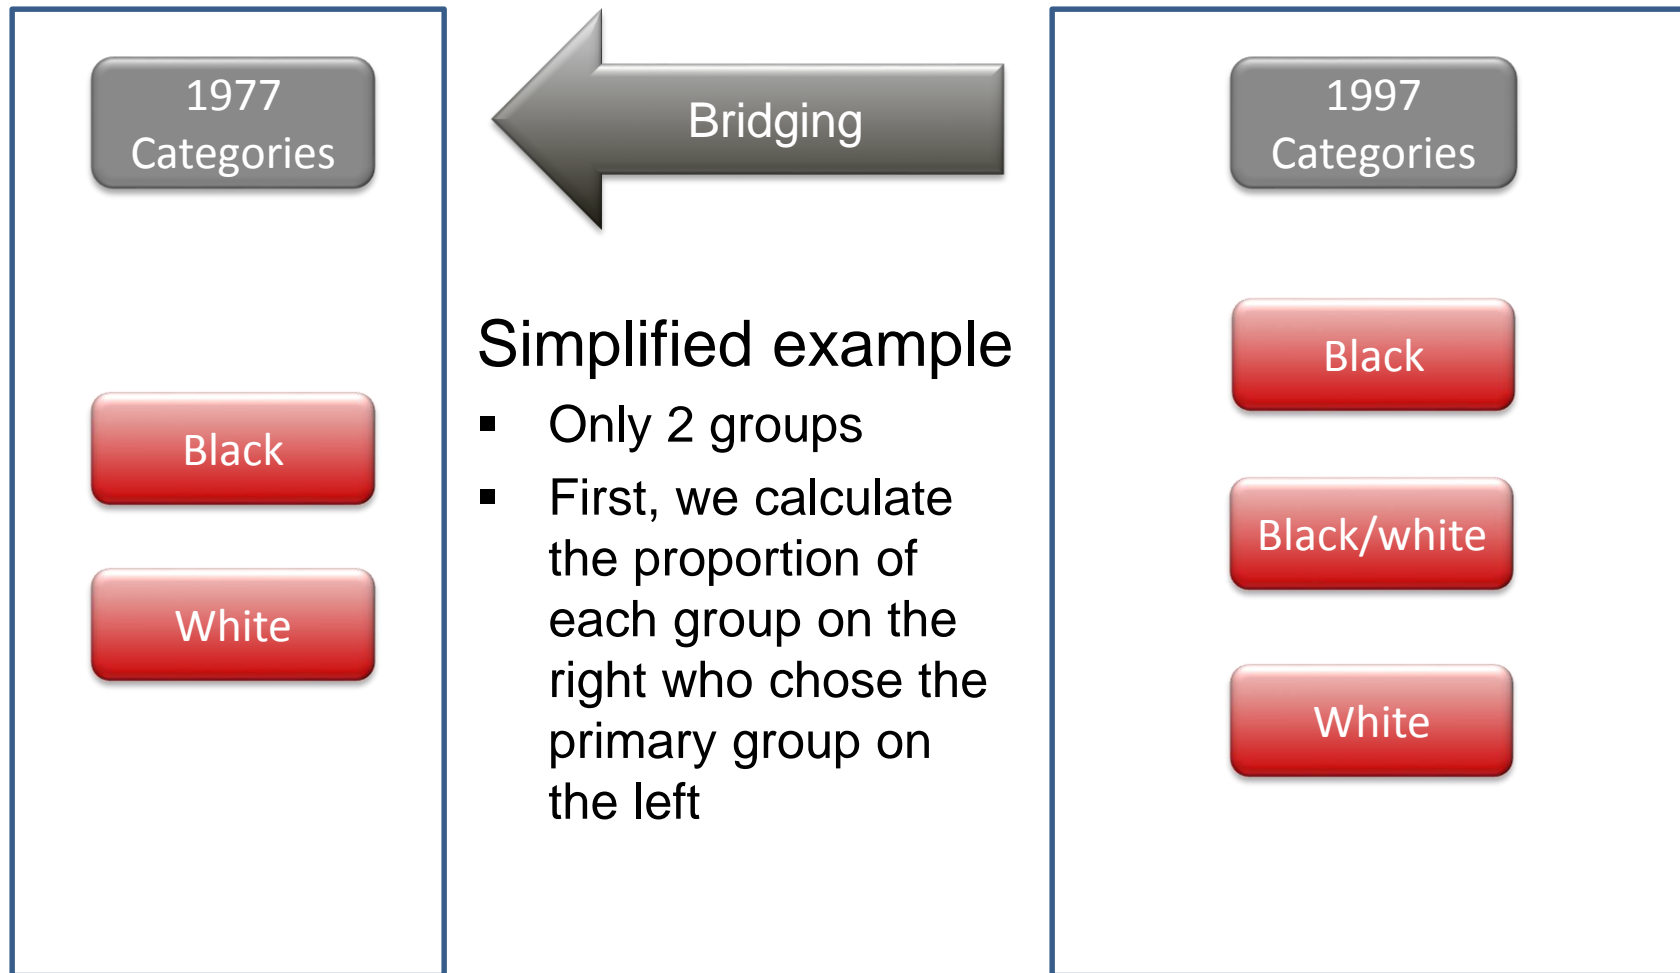 1977
Categories
Black
White
Bridging
Simplified example
▪ Only 2 groups
▪ First, we calculate
the proportion of
each group on the
right who chose the
primary group on
the left
1997
Categories
Black
Black/white
White